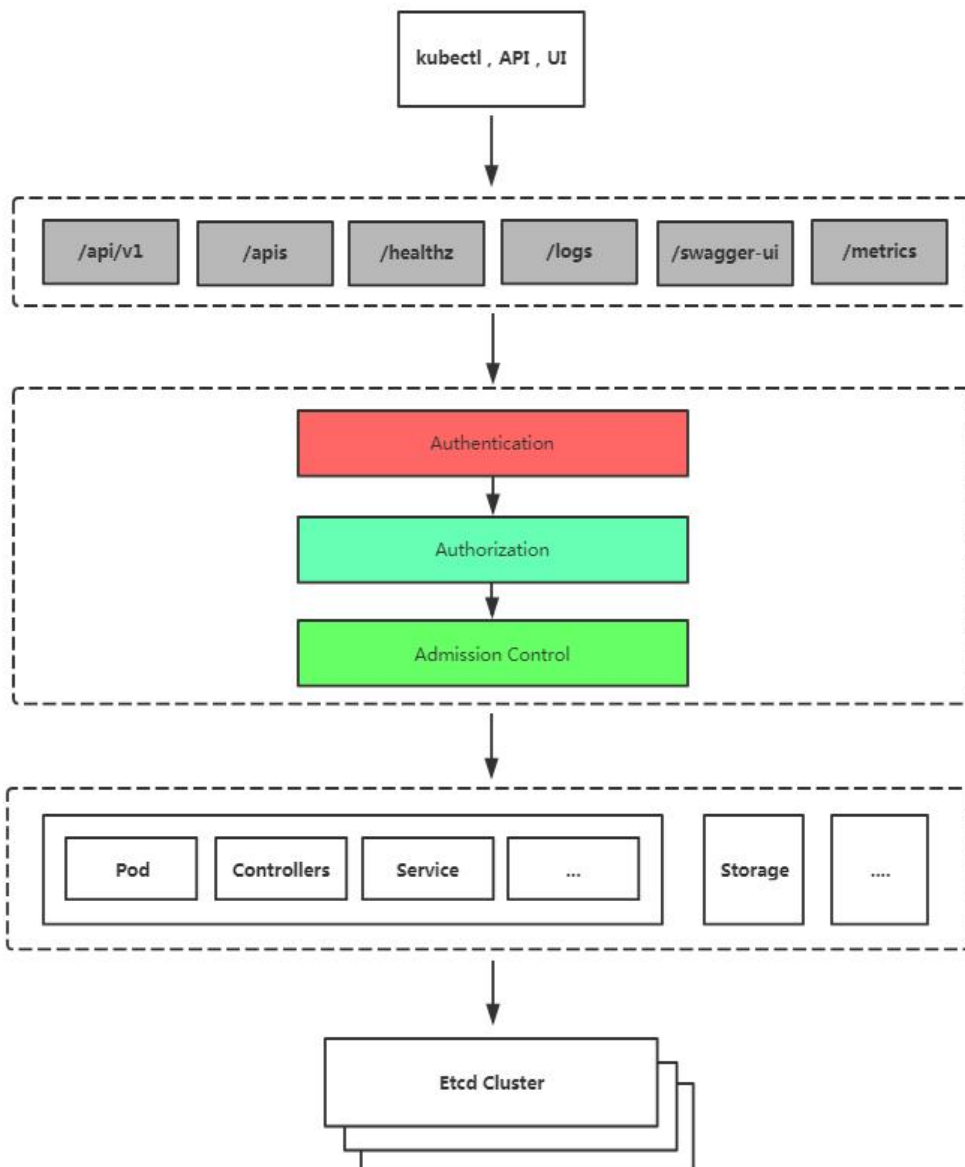 kubectl , API , UI
/api/v1
/apis
/healthz
/logs
/swagger-ui
/metrics
Authentication
Authorization
Admission Control
Pod
Controllers
Service
...
Storage
....
Etcd Cluster